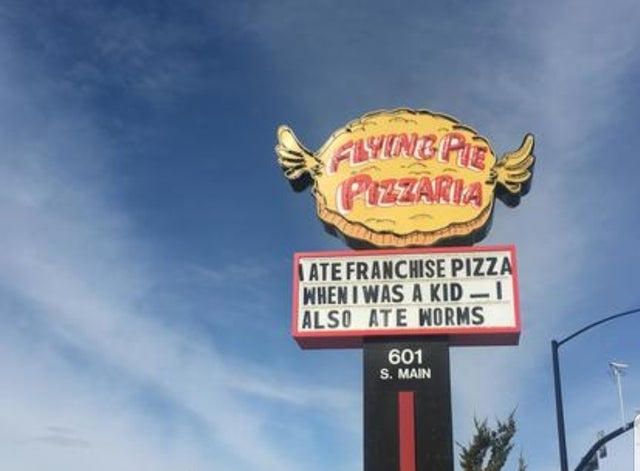 FLYING PIE
PIZZARIA
I ATE FRANCHISE PIZZA
WHEN I WAS A KID — I
ALSO ATE WORMS
601
S. MAIN